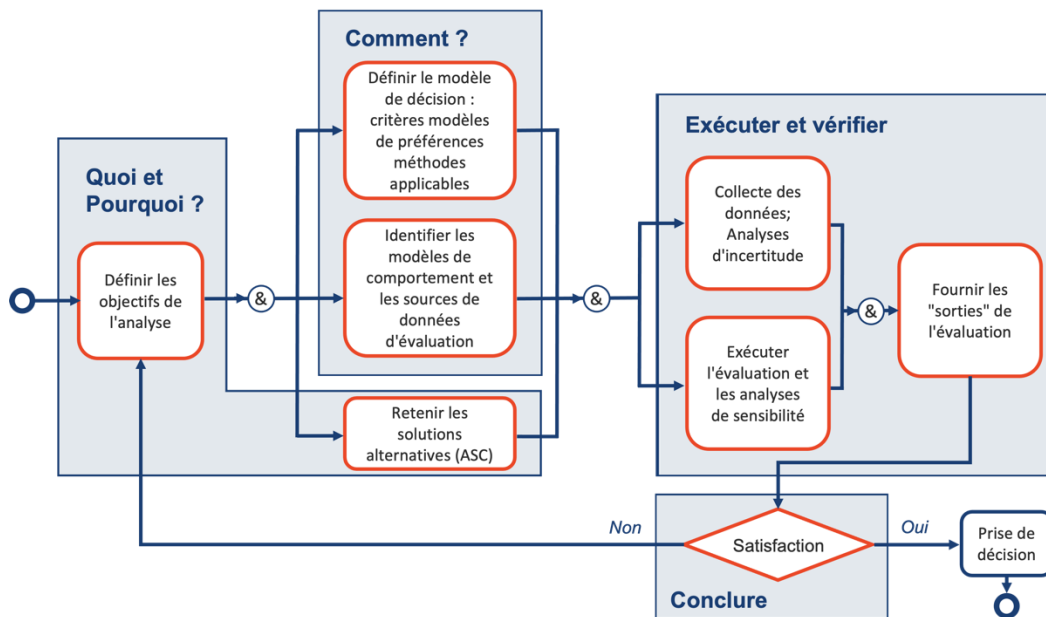 Comment ?
Définir le modèle
de décision :
critères modèles
de préférences
méthodes
applicables
Quoi et
Pourquoi ?
Définir les
objectifs de
l'analyse
&
Identifier les
modèles de
comportement et
les sources de
données
d'évaluation
Retenir les
solutions
alternatives (ASC)
&
Exécuter et vérifier
Collecte des
données;
Analyses
d'incertitude
Exécuter
l'évaluation et
les analyses
de sensibilité
&
Fournir les
"sorties" de
l'évaluation
Non
Satisfaction
Oui
Prise de
décision
Conclure